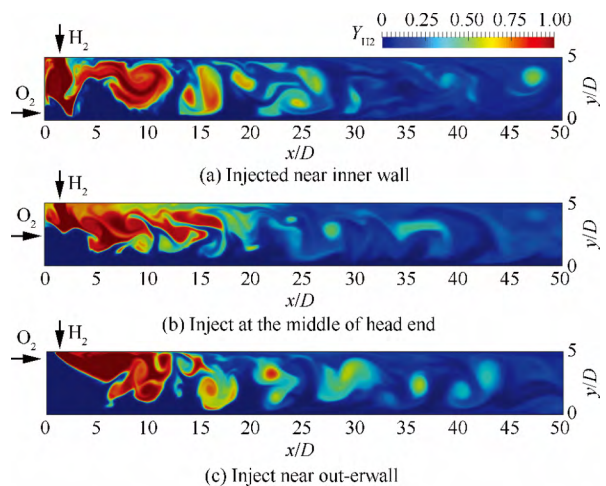 Y_H2 0 0.25 0.50 0.75 1.00
H₂
O₂
5
0
y/D
0 5 10 15 20 25 30 35 40 45 50
x/D
(a) Injected near inner wall
H₂
O₂
5
0
y/D
0 5 10 15 20 25 30 35 40 45 50
x/D
(b) Inject at the middle of head end
O₂ H₂
5
0
y/D
0 5 10 15 20 25 30 35 40 45 50
x/D
(c) Inject near out-erwall